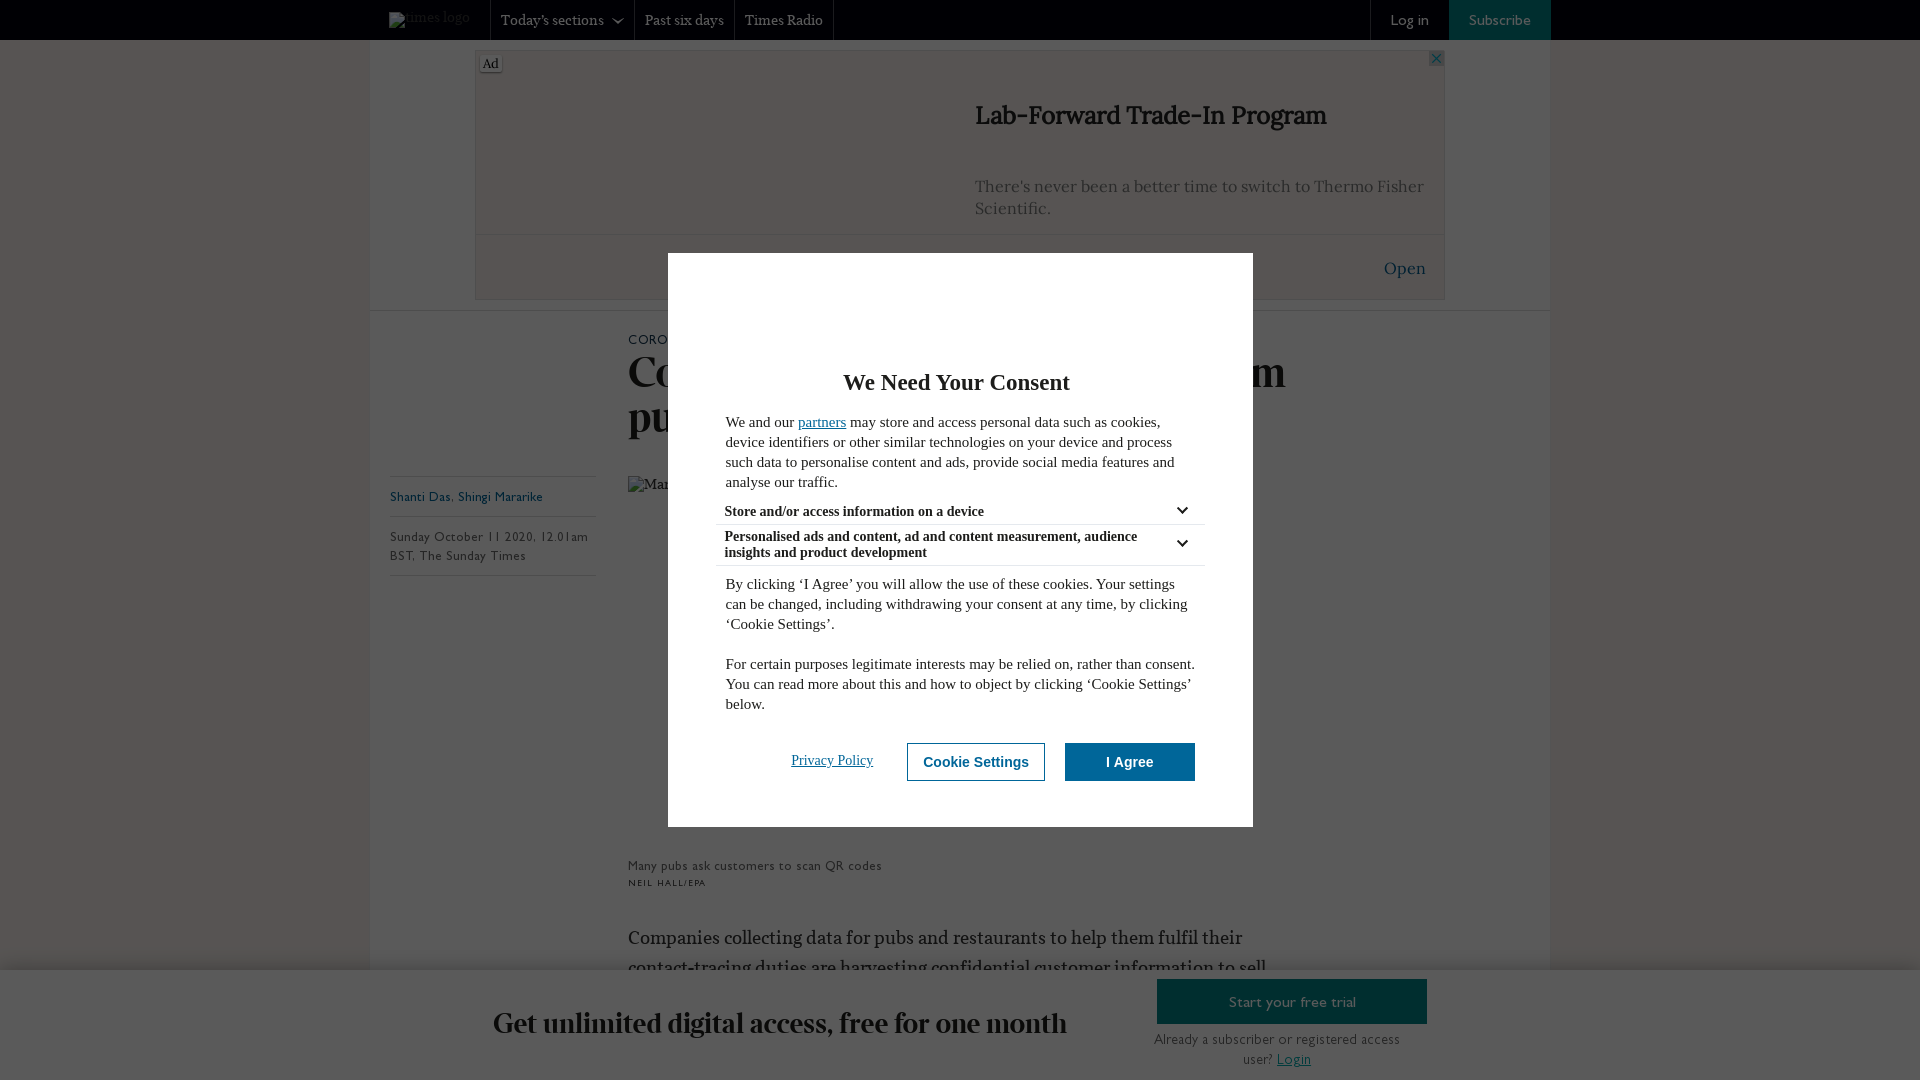 times logo
Today's sections
Past six days
Times Radio
Log in
Subscribe
Ad
Lab-Forward Trade-In Program
There's never been a better time to switch to Thermo Fisher
Scientific.
Open
CORO
Co
m
pu
Shanti Das, Shingi Mararike
Sunday October 11 2020, 12.01am
BST, The Sunday Times
We Need Your Consent
We and our partners may store and access personal data such as cookies,
device identifiers or other similar technologies on your device and process
such data to personalise content and ads, provide social media features and
analyse our traffic.
Store and/or access information on a device
Personalised ads and content, ad and content measurement, audience
insights and product development
By clicking ‘I Agree’ you will allow the use of these cookies. Your settings
can be changed, including withdrawing your consent at any time, by clicking
‘Cookie Settings’.
For certain purposes legitimate interests may be relied on, rather than consent.
You can read more about this and how to object by clicking ‘Cookie Settings’
below.
Privacy Policy
Cookie Settings
I Agree
Many pubs ask customers to scan QR codes
NEIL HALL/EPA
Companies collecting data for pubs and restaurants to help them fulfil their
contact-tracing duties are harvesting confidential customer information to sell
Get unlimited digital access, free for one month
Start your free trial
Already a subscriber or registered access
user? Login